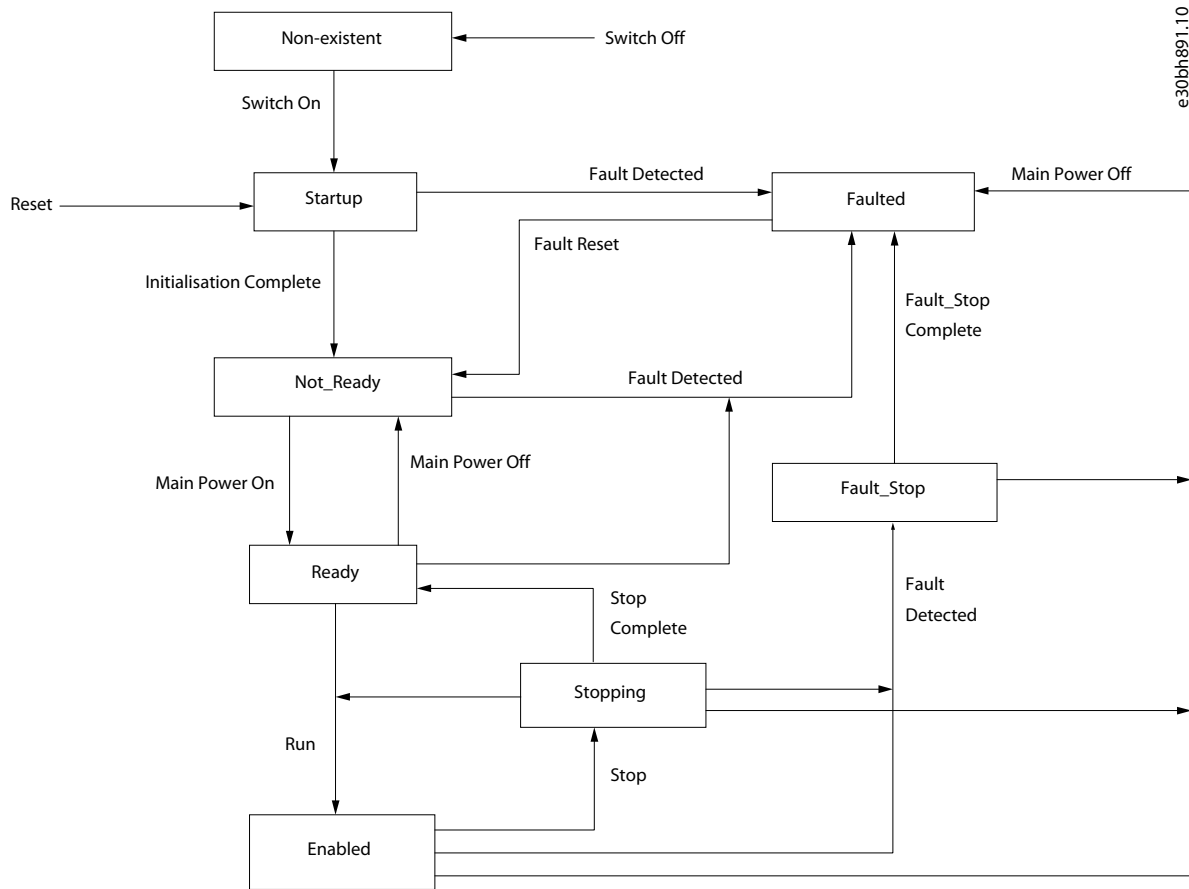 e30bh891.10
Non-existent
Switch Off
Switch On
Fault Detected
Main Power Off
Reset
Startup
Faulted
Fault Reset
Initialisation Complete
Fault_Stop
Complete
Not_Ready
Fault Detected
Main Power Off
Main Power On
Fault_Stop
Ready
Fault
Detected
Stop
Complete
Stopping
Run
Stop
Enabled